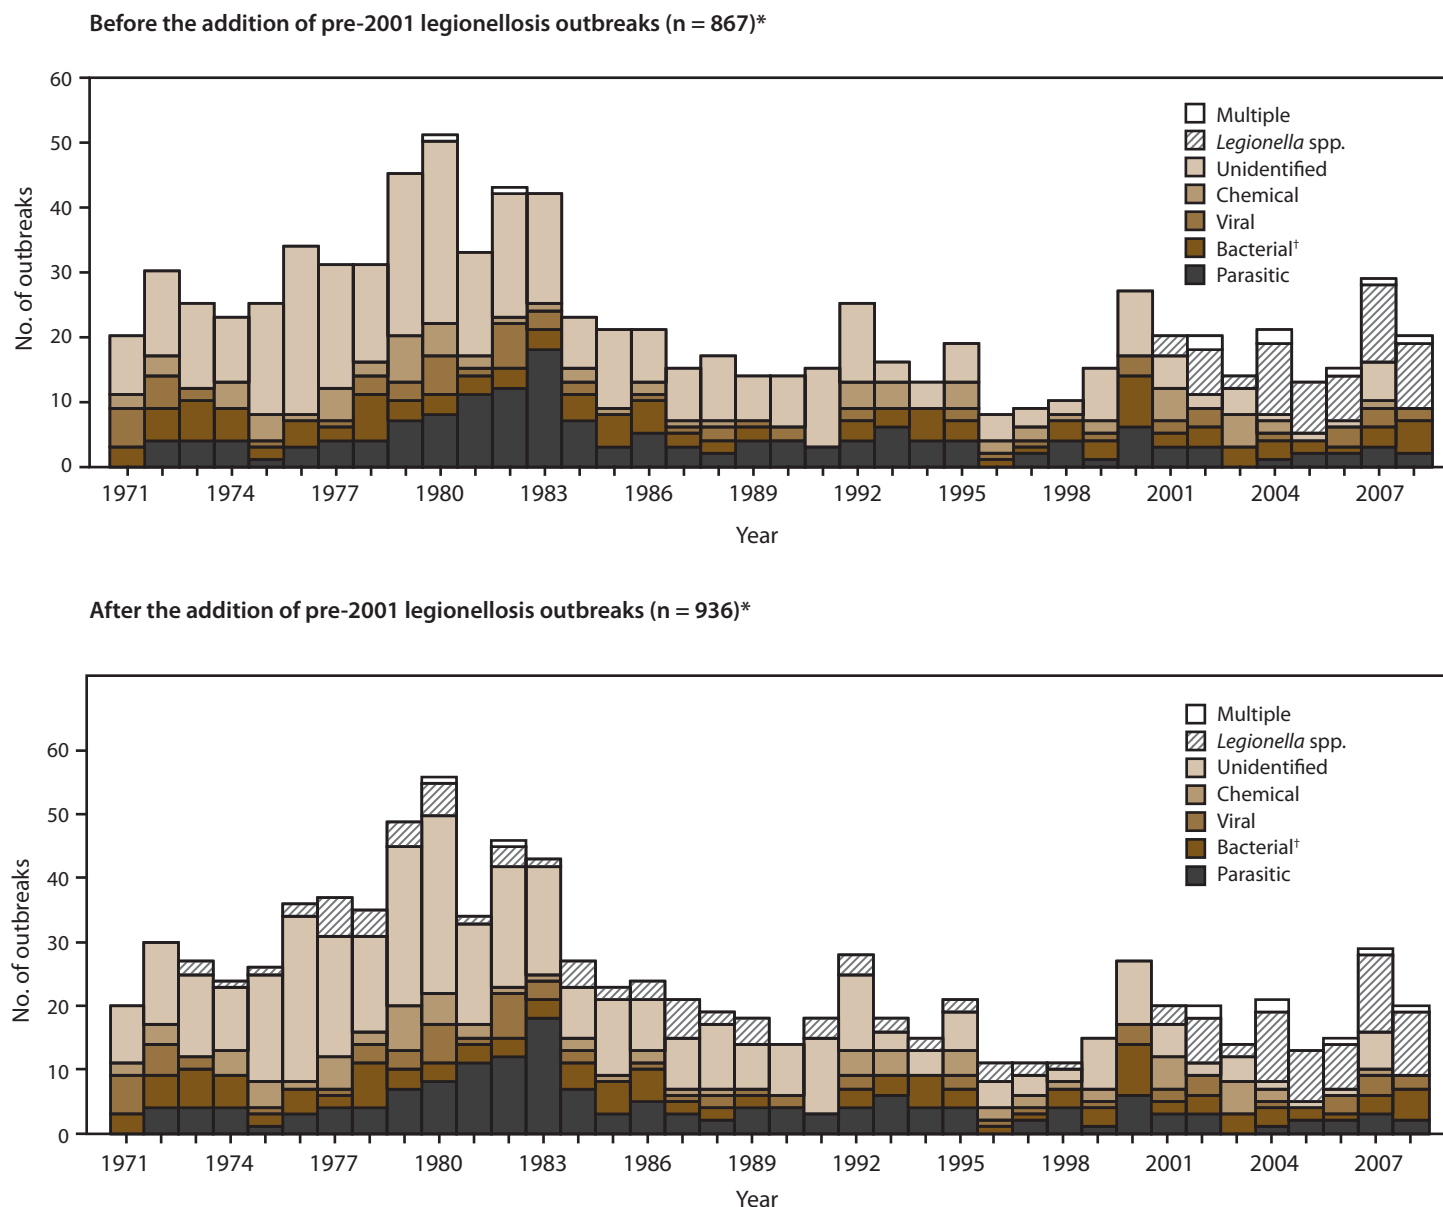 Before the addition of pre-2001 legionellosis outbreaks (n = 867)*
60
50
40
30
20
10
0
No. of outbreaks
Multiple
Legionella spp.
Unidentified
Chemical
Viral
Bacterial†
Parasitic
1971 1974 1977 1980 1983 1986 1989 1992 1995 1998 2001 2004 2007
Year
After the addition of pre-2001 legionellosis outbreaks (n = 936)*
60
50
40
30
20
10
0
No. of outbreaks
Multiple
Legionella spp.
Unidentified
Chemical
Viral
Bacterial†
Parasitic
1971 1974 1977 1980 1983 1986 1989 1992 1995 1998 2001 2004 2007
Year